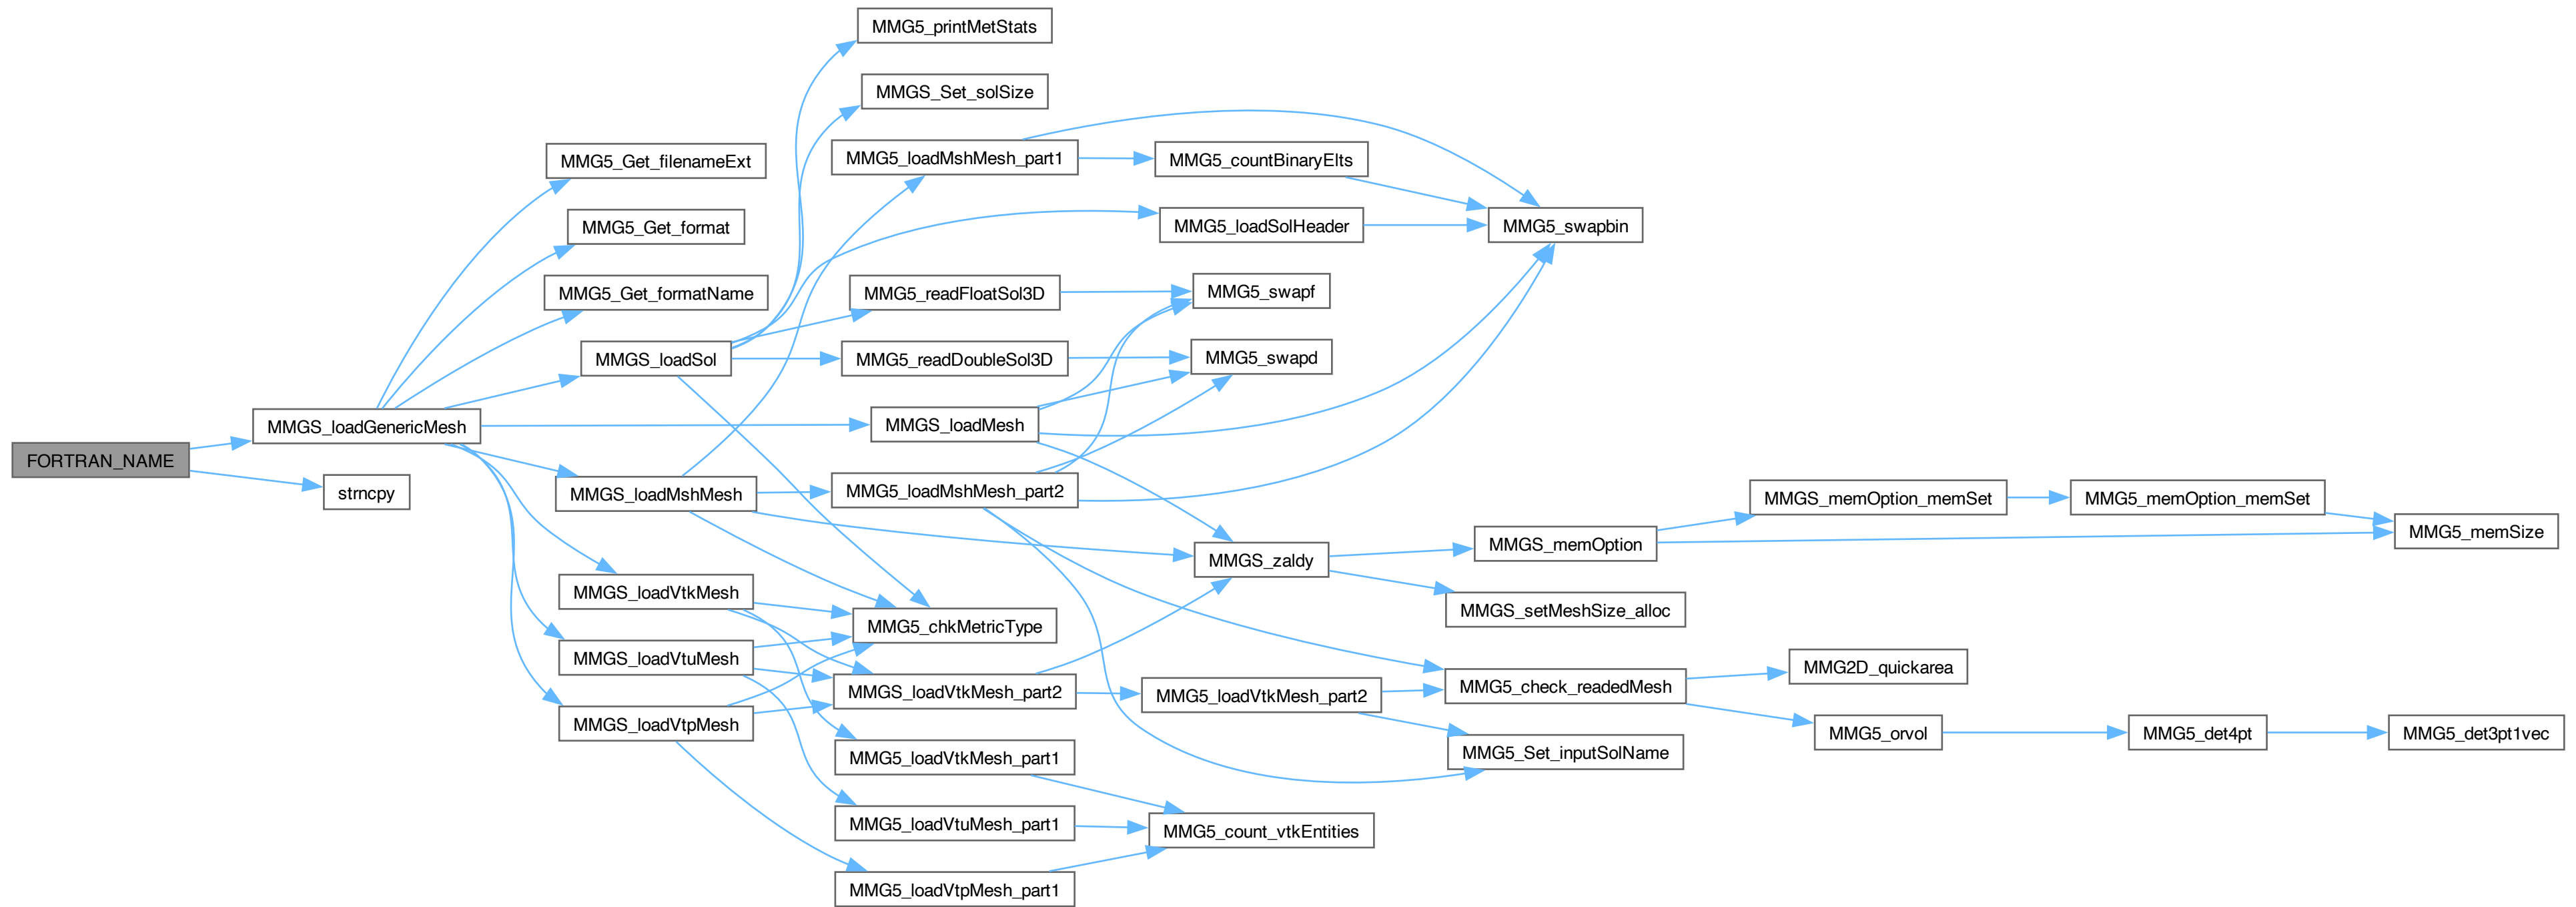 FORTRAN_NAME
MMGS_loadGenericMesh
strncpy
MMG5_Get_filenameExt
MMG5_Get_format
MMG5_Get_formatName
MMGS_loadSol
MMGS_loadMshMesh
MMGS_loadVtkMesh
MMGS_loadVtuMesh
MMGS_loadVtpMesh
MMG5_printMetStats
MMGS_Set_solSize
MMG5_loadMshMesh_part1
MMG5_readFloatSol3D
MMG5_readDoubleSol3D
MMGS_loadMesh
MMG5_loadMshMesh_part2
MMG5_chkMetricType
MMGS_loadVtkMesh_part2
MMG5_loadVtkMesh_part1
MMG5_loadVtuMesh_part1
MMG5_loadVtpMesh_part1
MMG5_countBinaryElts
MMG5_loadSolHeader
MMG5_swapf
MMG5_swapd
MMGS_zaldy
MMG5_loadVtkMesh_part2
MMG5_count_vtkEntities
MMG5_swapbin
MMGS_memOption
MMGS_setMeshSize_alloc
MMG5_check_readedMesh
MMG5_Set_inputSolName
MMGS_memOption_memSet
MMG2D_quickarea
MMG5_orvol
MMG5_memOption_memSet
MMG5_det4pt
MMG5_memSize
MMG5_det3pt1vec